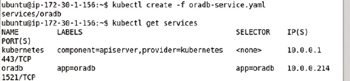 ubuntu@ip-172-30-1-156:~$ kubectl create -f oradb-service.yaml
services/oradb
ubuntu@ip-172-30-1-156:~$ kubectl get services
NAME LABELS SELECTOR IP(S)
PORT(S)
kubernetes component=apiserver,provider=kubernetes <none> 10.0.0.1
443/TCP
oradb app=oradb app=oradb 10.0.0.214
1521/TCP